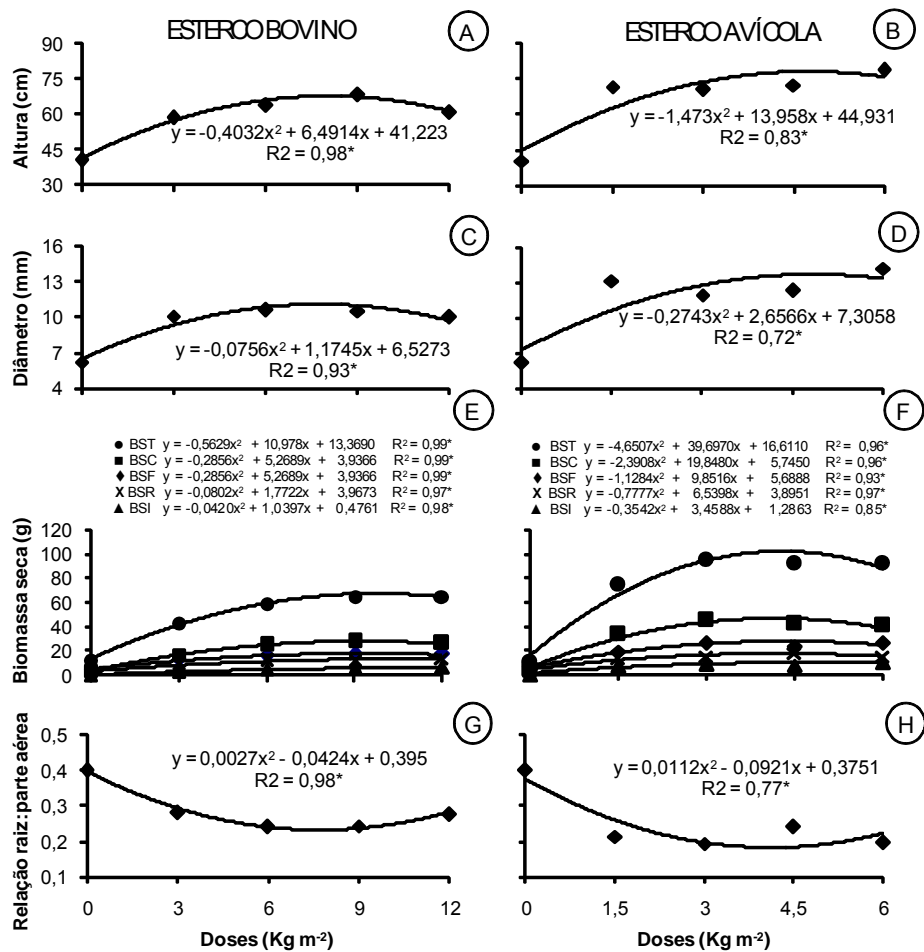 ESTERCO BOVINO
A
ESTERCO AVÍCOLA
B
Altura (cm)
90
75
60
45
30
y = -0,4032x² + 6,4914x + 41,223
R2 = 0,98*
y = -1,473x² + 13,958x + 44,931
R2 = 0,83*
C
D
Diâmetro (mm)
16
13
10
7
4
y = -0,0756x² + 1,1745x + 6,5273
R2 = 0,93*
y = -0,2743x² + 2,6566x + 7,3058
R2 = 0,72*
E
BST y = -0,5629x² + 10,978x + 13,3690 R² = 0,99*
BSC y = -0,2856x² + 5,2689x + 3,9366 R² = 0,99*
BSF y = -0,2856x² + 5,2689x + 3,9366 R² = 0,99*
BSR y = -0,0802x² + 1,7722x + 3,9673 R² = 0,97*
BSI y = -0,0420x² + 1,0397x + 0,4761 R² = 0,98*
F
BST y = -4,6507x² + 39,6970x + 16,6110 R² = 0,96*
BSC y = -2,3908x² + 19,8480x + 5,7450 R² = 0,96*
BSF y = -1,1284x² + 9,8516x + 5,6888 R² = 0,93*
BSR y = -0,7777x² + 6,5398x + 3,8951 R² = 0,97*
BSI y = -0,3542x² + 3,4588x + 1,2863 R² = 0,85*
Biomassa seca (g)
120
100
80
60
40
20
0
G
H
Relação raiz:parte aérea
0,5
0,4
0,3
0,2
0,1
y = 0,0027x² - 0,0424x + 0,395
R2 = 0,98*
y = 0,0112x² - 0,0921x + 0,3751
R2 = 0,77*
0 3 6 9 12
Doses (Kg m⁻²)
0 1,5 3 4,5 6
Doses (Kg m⁻²)